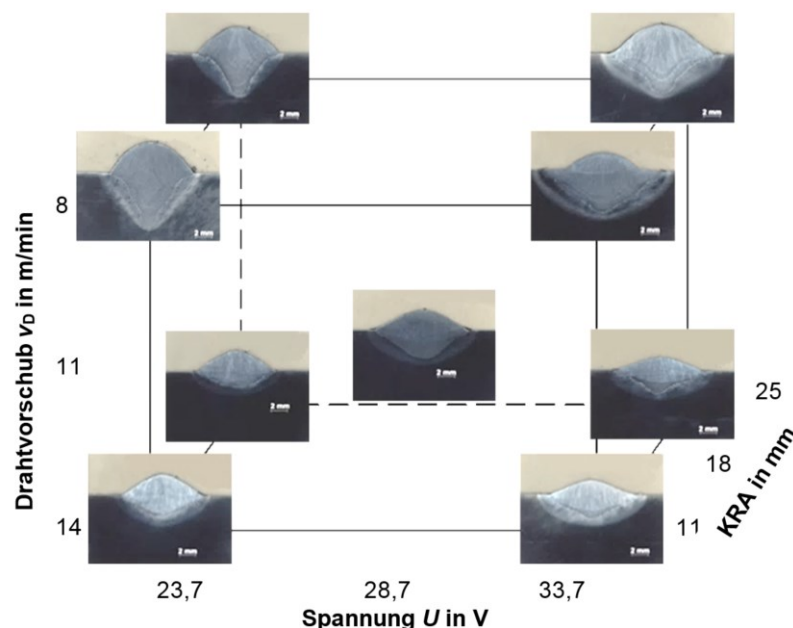 2 mm
2 mm
2 mm
2 mm
8
2 mm
11
2 mm
2 mm
25
18
2 mm
2 mm
14
11
23,7
28,7
33,7
Drahtvorschub vD in m/min
KRA in mm
Spannung U in V